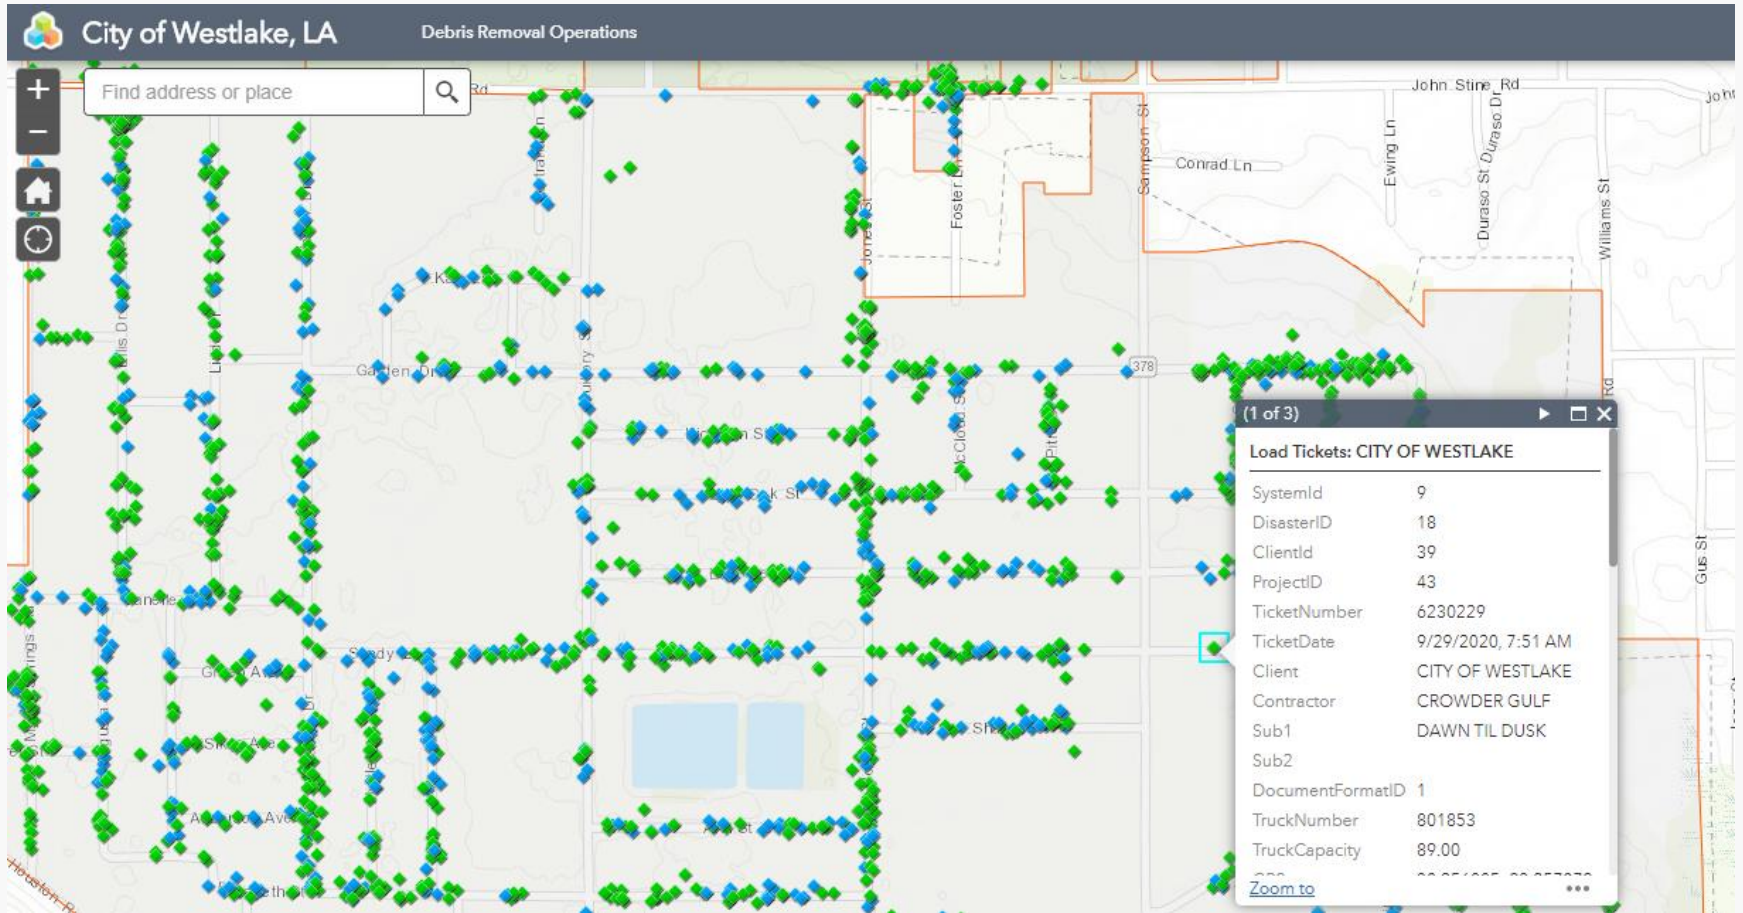 City of Westlake, LA
Debris Removal Operations
+
Find address or place
Rd
−
John Stine Rd
Conrad Ln
Ewing Ln
Duraso Dr
Duraso St
Sampson St
Williams St
Foster Ln
Garden Dr
378
Rd
Gus St
(1 of 3)
Load Tickets: CITY OF WESTLAKE
SystemId 9
DisasterID 18
ClientId 39
ProjectID 43
TicketNumber 6230229
TicketDate 9/29/2020, 7:51 AM
Client CITY OF WESTLAKE
Contractor CROWDER GULF
Sub1 DAWN TIL DUSK
Sub2
DocumentFormatID 1
TruckNumber 801853
TruckCapacity 89.00
Zoom to